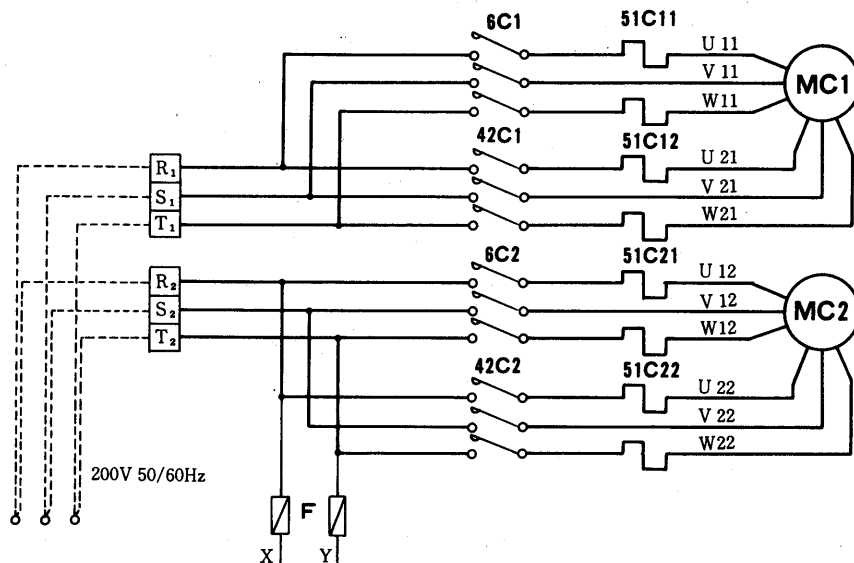 6C1 51C11
U 11
V 11
W11
MC1
42C1 51C12
R₁ U 21
S₁ V 21
T₁ W21
6C2 51C21
R₂ U 12
S₂ V 12
T₂ W12
MC2
42C2 51C22
U 22
V 22
W22
200V 50/60Hz
F
X Y